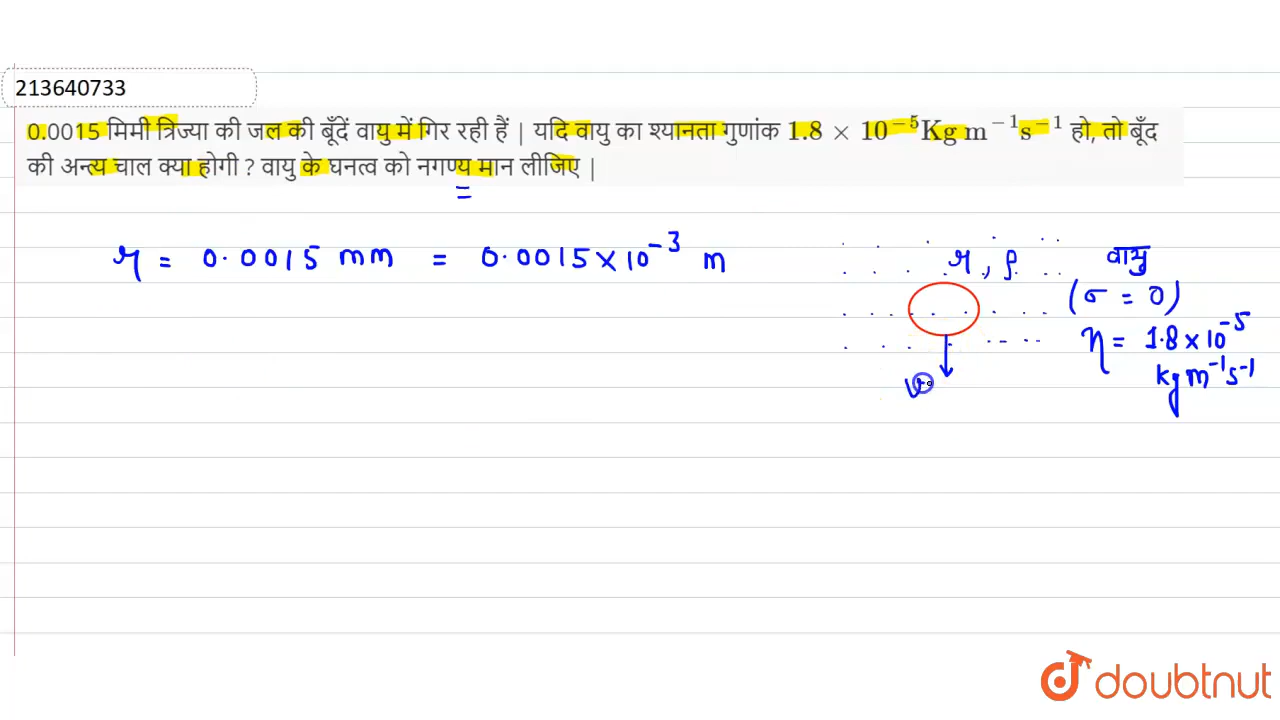 213640733
0.0015 मिमी त्रिज्या की जल की बूँदें वायु में गिर रही हैं | यदि वायु का श्यानता गुणांक 1.8 × 10⁻⁵ Kg m⁻¹ s⁻¹ हो, तो बूँद
की अन्त्य चाल क्या होगी ? वायु के घनत्व को नगण्य मान लीजिए |
r = 0.0015 mm = 0.0015 × 10⁻³ m
r, ρ वायु
(σ = 0)
η = 1.8 × 10⁻⁵
kg m⁻¹ s⁻¹
v
doubtnut